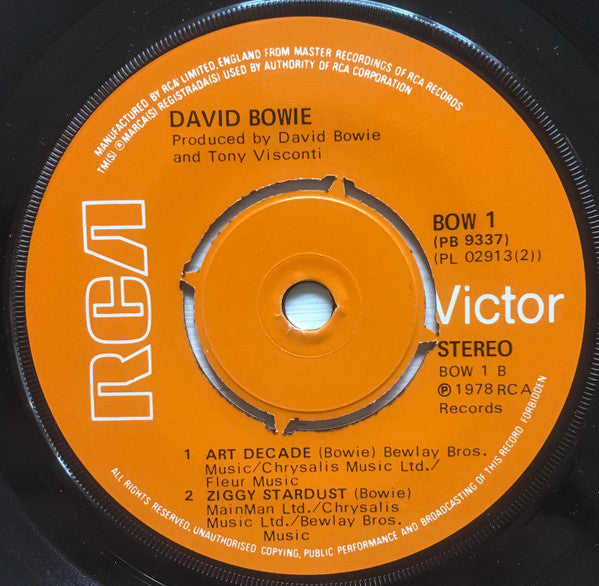 MANUFACTURED BY RCA LIMITED, ENGLAND FROM MASTER RECORDINGS OF RCA RECORDS
TM(S) ® MARCA(S) REGISTRADA(S) USED BY AUTHORITY OF RCA CORPORATION
DAVID BOWIE
Produced by David Bowie
and Tony Visconti
RCA
BOW 1
(PB 9337)
(PL 02913(2))
Victor
STEREO
BOW 1 B
℗ 1978 RCA
Records
1 ART DECADE (Bowie) Bewlay Bros.
Music/Chrysalis Music Ltd./
Fleur Music
2 ZIGGY STARDUST (Bowie)
MainMan Ltd./Chrysalis
Music Ltd./Bewlay Bros.
Music
ALL RIGHTS RESERVED. UNAUTHORISED COPYING, PUBLIC PERFORMANCE AND BROADCASTING OF THIS RECORD FORBIDDEN